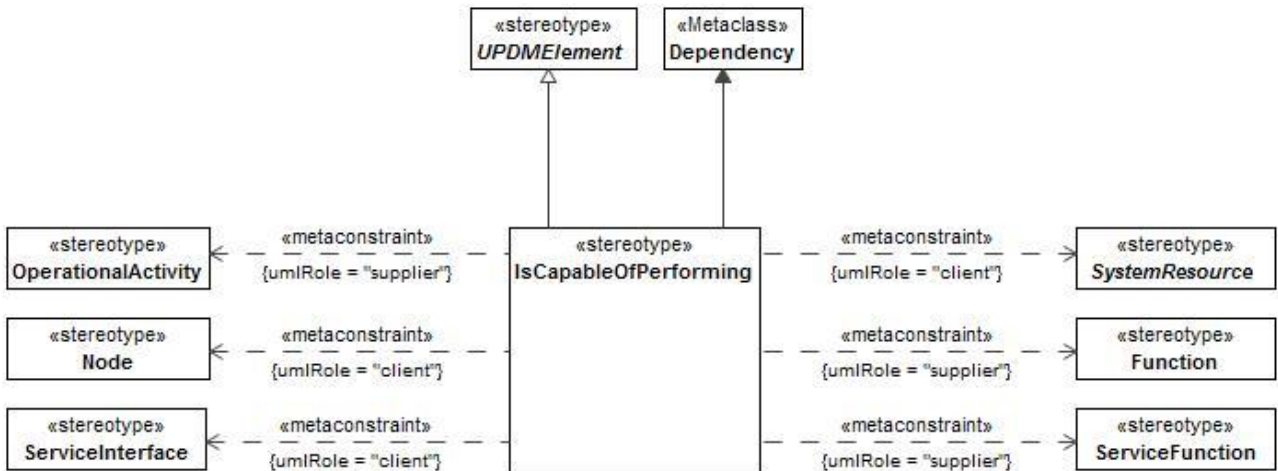 «stereotype»
UPDMElement
«Metaclass»
Dependency
«stereotype»
OperationalActivity
«metaconstraint»
{umlRole = "supplier"}
«stereotype»
IsCapableOfPerforming
«metaconstraint»
{umlRole = "client"}
«stereotype»
SystemResource
«stereotype»
Node
«metaconstraint»
{umlRole = "client"}
«metaconstraint»
{umlRole = "supplier"}
«stereotype»
Function
«stereotype»
ServiceInterface
«metaconstraint»
{umlRole = "client"}
«metaconstraint»
{umlRole = "supplier"}
«stereotype»
ServiceFunction